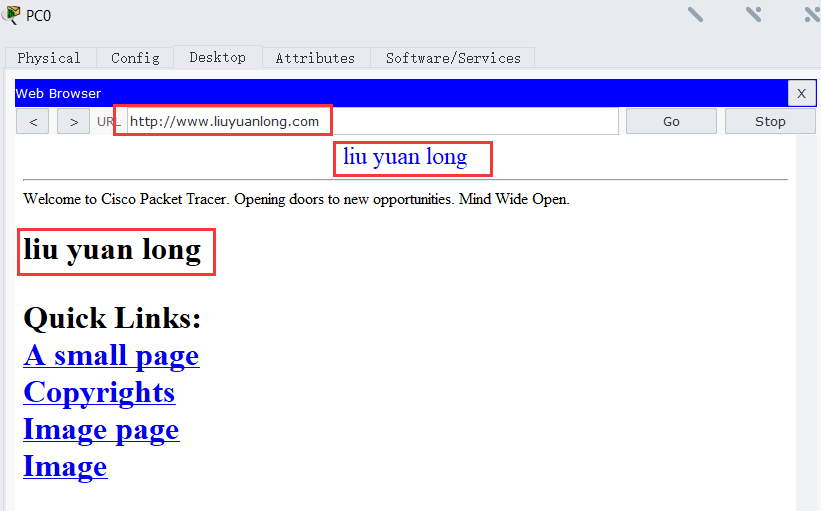 PC0
Physical Config Desktop Attributes Software/Services
Web Browser X
< > URL http://www.liuyuanlong.com Go Stop
liu yuan long
Welcome to Cisco Packet Tracer. Opening doors to new opportunities. Mind Wide Open.
liu yuan long
Quick Links:
A small page
Copyrights
Image page
Image